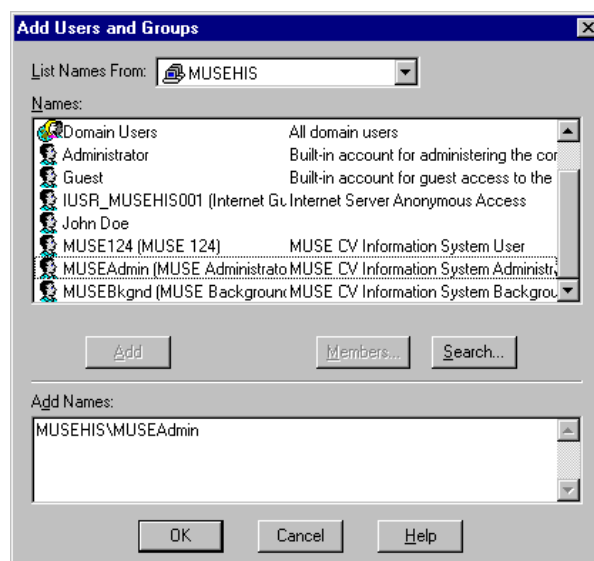 Add Users and Groups
List Names From: MUSEHIS
Names:
Domain Users All domain users
Administrator Built-in account for administering the cor
Guest Built-in account for guest access to the
IUSR_MUSEHIS001 (Internet Gu Internet Server Anonymous Access
John Doe
MUSE124 (MUSE 124) MUSE CV Information System User
MUSEAdmin (MUSE Administrato MUSE CV Information System Administr
MUSEBkgnd (MUSE Background MUSE CV Information System Backgrou
Add Members... Search...
Add Names:
MUSEHIS\MUSEAdmin
OK Cancel Help